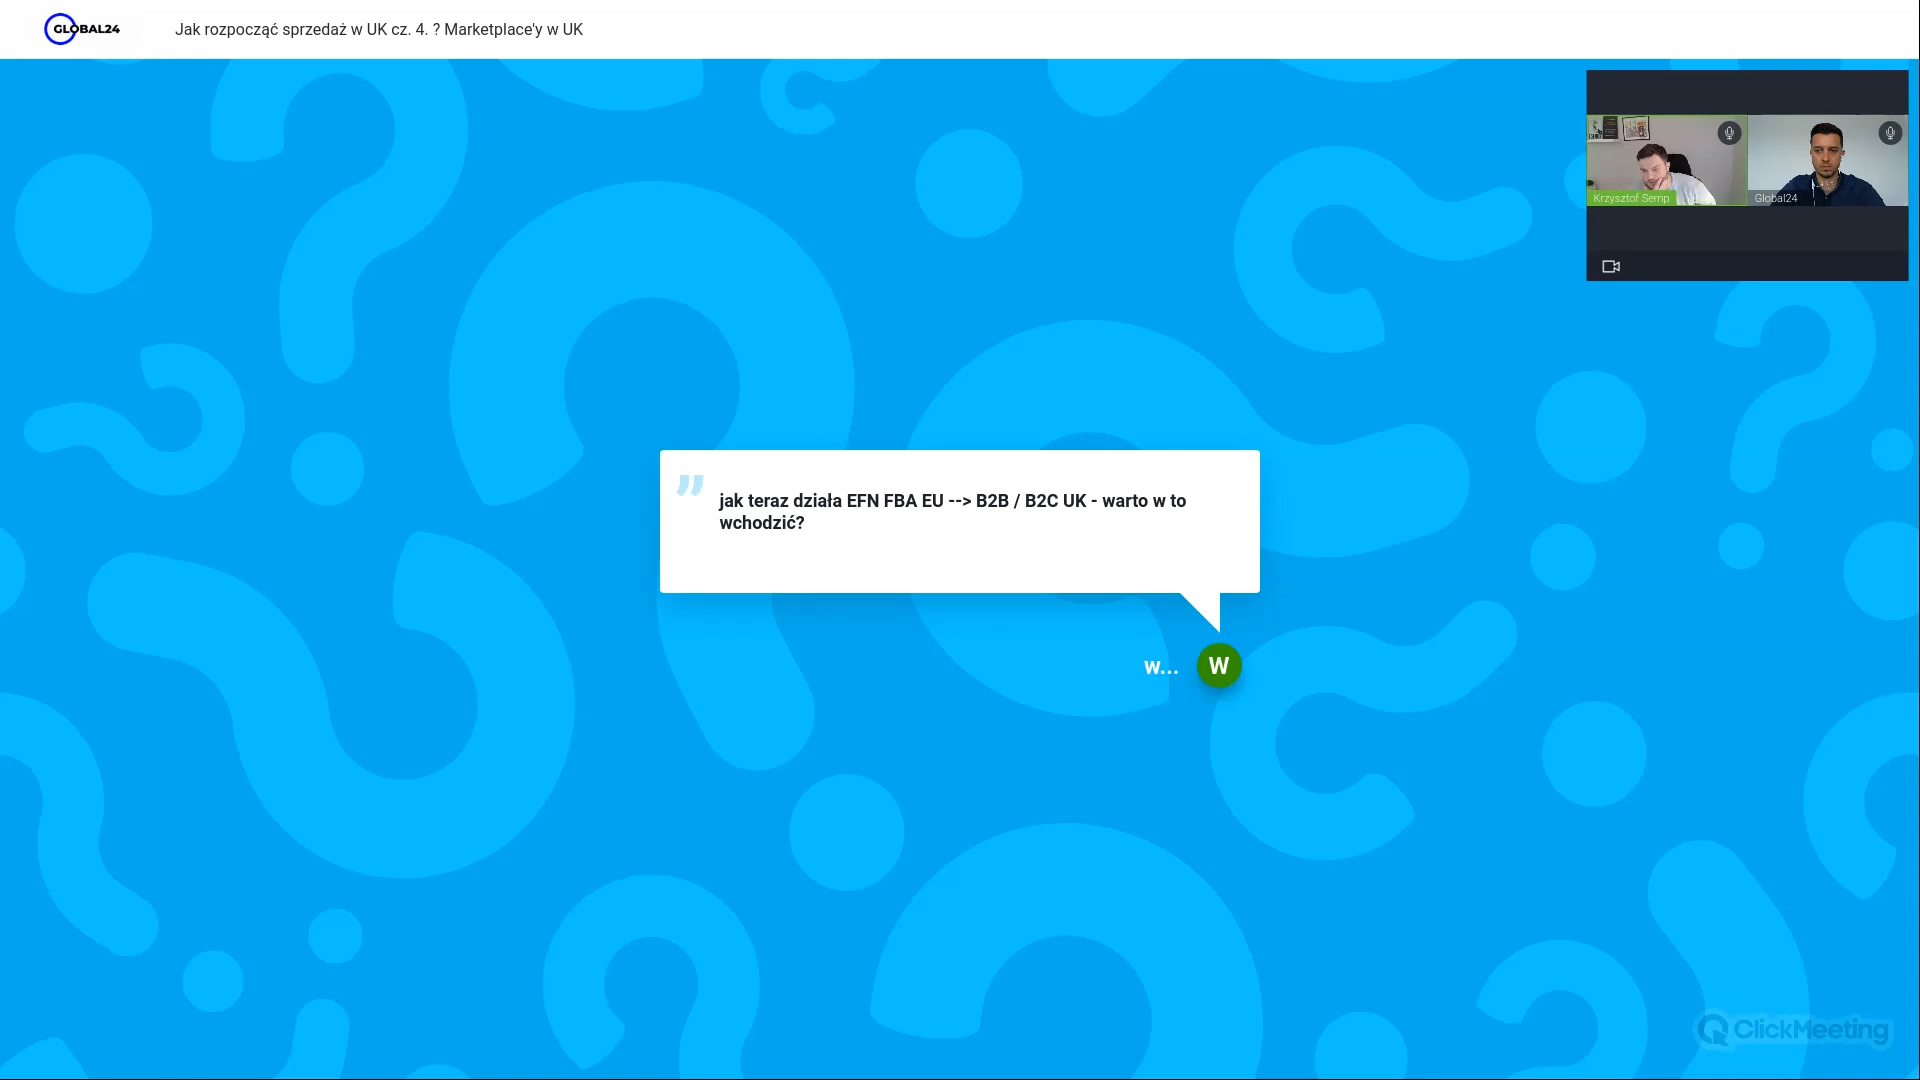 GLOBAL24
Jak rozpocząć sprzedaż w UK cz. 4. ? Marketplace'y w UK
Krzysztof Semp
Global24
jak teraz działa EFN FBA EU --> B2B / B2C UK - warto w to
wchodzić?
w...
W
ClickMeeting